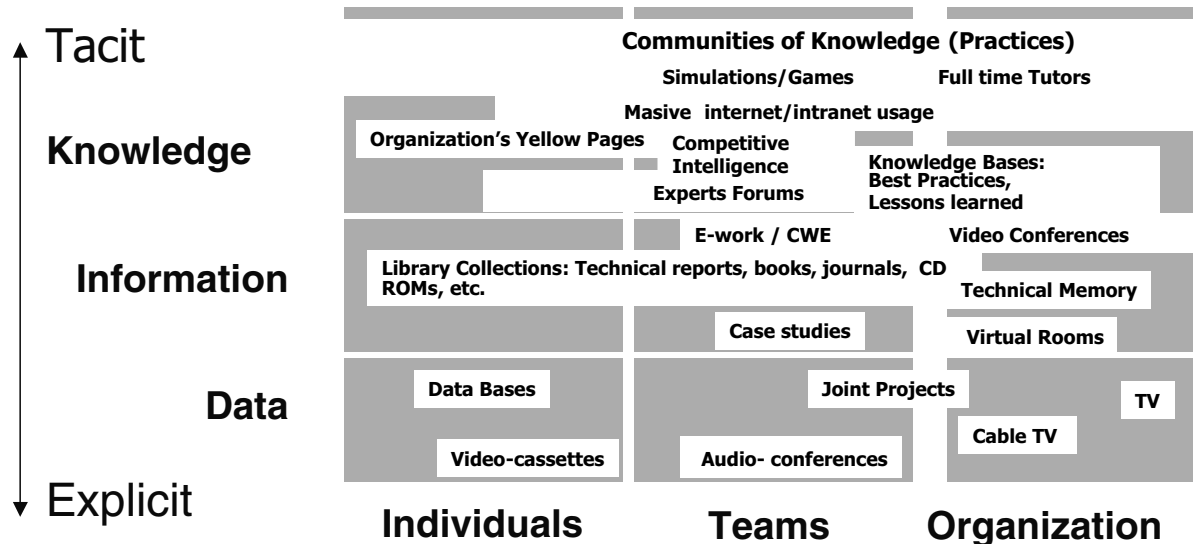 Tacit
Communities of Knowledge (Practices)
Simulations/Games
Full time Tutors
Masive internet/intranet usage
Knowledge
Organization's Yellow Pages
Competitive
Intelligence
Experts Forums
Knowledge Bases:
Best Practices,
Lessons learned
E-work / CWE
Video Conferences
Information
Library Collections: Technical reports, books, journals, CD
ROMs, etc.
Technical Memory
Case studies
Virtual Rooms
Data
Data Bases
Joint Projects
TV
Cable TV
Video-cassettes
Audio- conferences
Explicit
Individuals
Teams
Organization